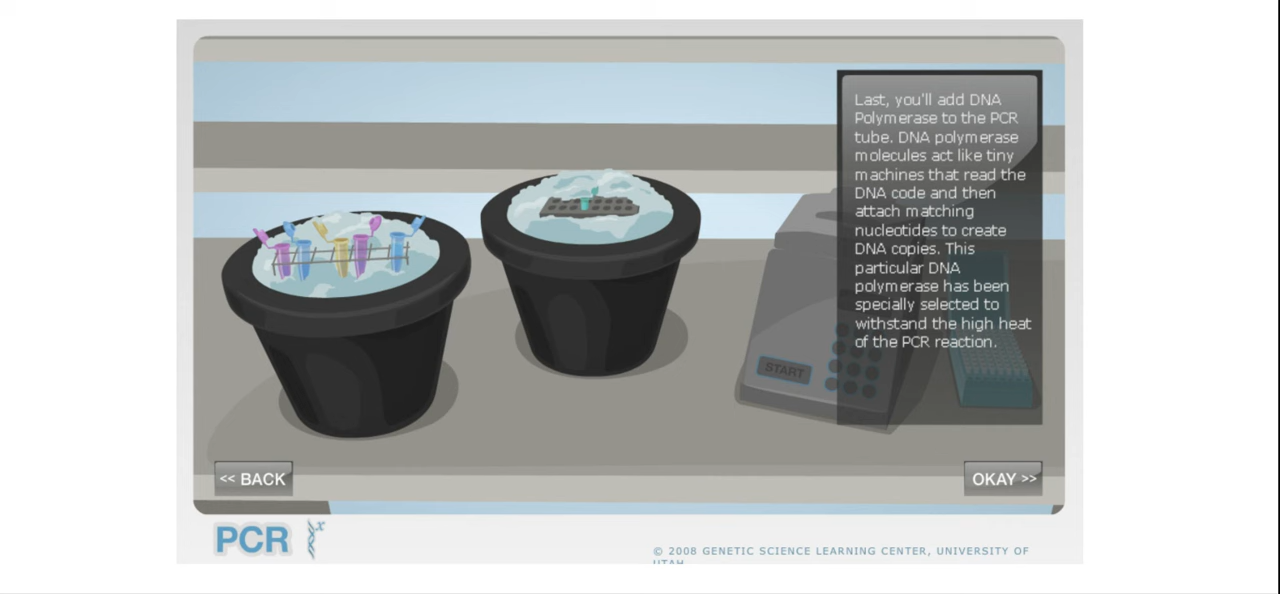 Last, you'll add DNA
Polymerase to the PCR
tube. DNA polymerase
molecules act like tiny
machines that read the
DNA code and then
attach matching
nucleotides to create
DNA copies. This
particular DNA
polymerase has been
specially selected to
withstand the high heat
of the PCR reaction.
START
<< BACK
OKAY >>
PCR
© 2008 GENETIC SCIENCE LEARNING CENTER, UNIVERSITY OF
UTAH